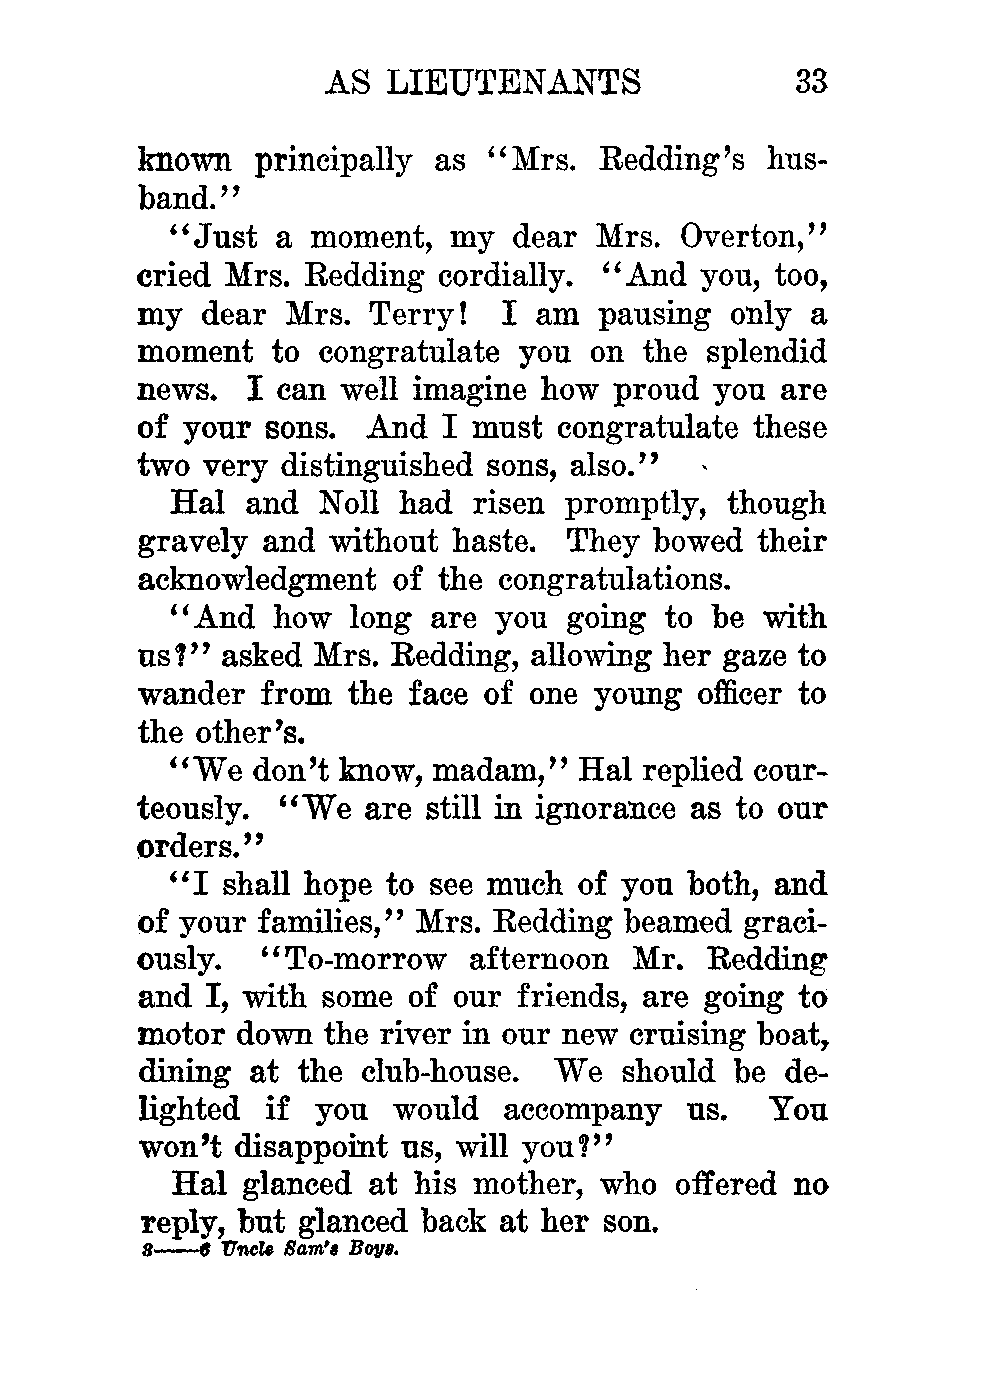 AS LIEUTENANTS 33
known principally as "Mrs. Redding's hus-
band."
"Just a moment, my dear Mrs. Overton,"
cried Mrs. Redding cordially. "And you, too,
my dear Mrs. Terry! I am pausing only a
moment to congratulate you on the splendid
news. I can well imagine how proud you are
of your sons. And I must congratulate these
two very distinguished sons, also."
Hal and Noll had risen promptly, though
gravely and without haste. They bowed their
acknowledgment of the congratulations.
"And how long are you going to be with
us?" asked Mrs. Redding, allowing her gaze to
wander from the face of one young officer to
the other's.
"We don't know, madam," Hal replied cour-
teously. "We are still in ignorance as to our
orders."
"I shall hope to see much of you both, and
of your families," Mrs. Redding beamed graci-
ously. "To-morrow afternoon Mr. Redding
and I, with some of our friends, are going to
motor down the river in our new cruising boat,
dining at the club-house. We should be de-
lighted if you would accompany us. You
won't disappoint us, will you?"
Hal glanced at his mother, who offered no
reply, but glanced back at her son.
3——6 Uncle Sam's Boys.